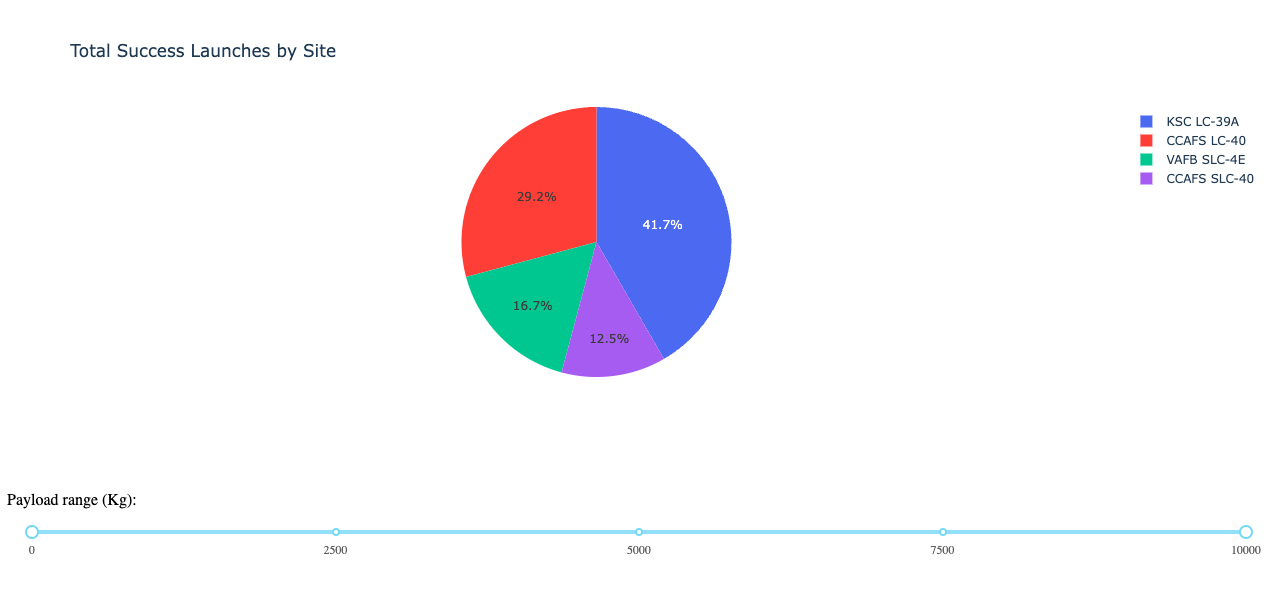 Total Success Launches by Site
KSC LC-39A
CCAFS LC-40
VAFB SLC-4E
CCAFS SLC-40
29.2%
41.7%
16.7%
12.5%
Payload range (Kg):
0 2500 5000 7500 10000